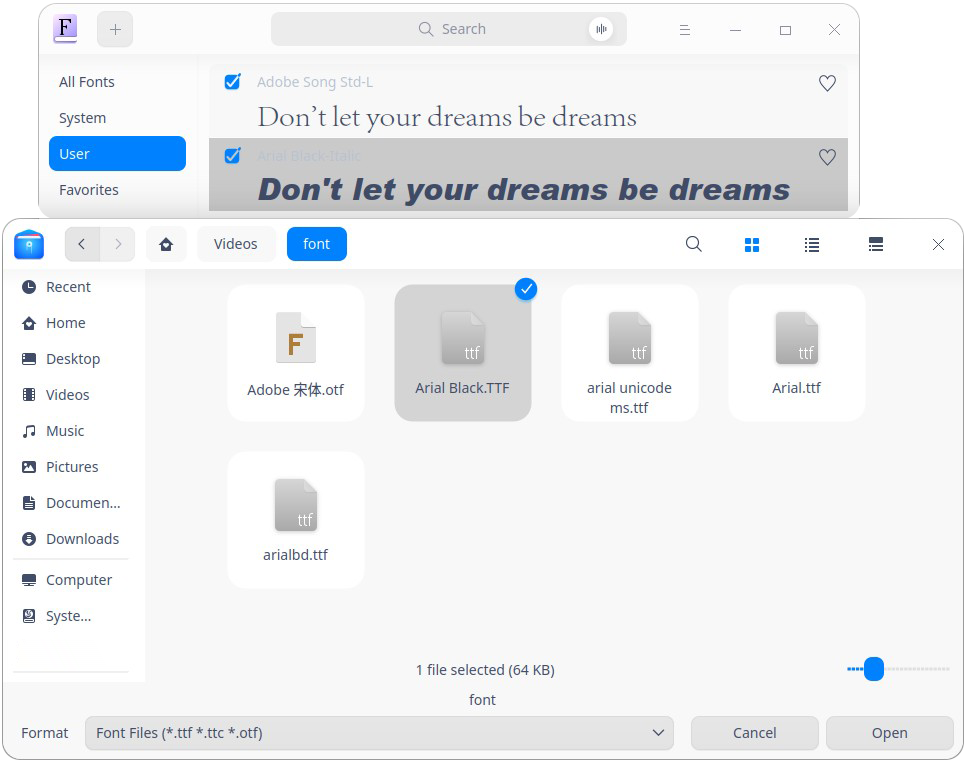 F
Search
All Fonts
System
User
Favorites
Adobe Song Std-L
Don’t let your dreams be dreams
Arial Black-Italic
Don't let your dreams be dreams
Videos
font
Recent
Home
Desktop
Videos
Music
Pictures
Documen...
Downloads
Computer
Syste...
F
Adobe 宋体.otf
ttf
Arial Black.TTF
ttf
arial unicode
ms.ttf
ttf
Arial.ttf
ttf
arialbd.ttf
1 file selected (64 KB)
font
Format
Font Files (*.ttf *.ttc *.otf)
Cancel
Open